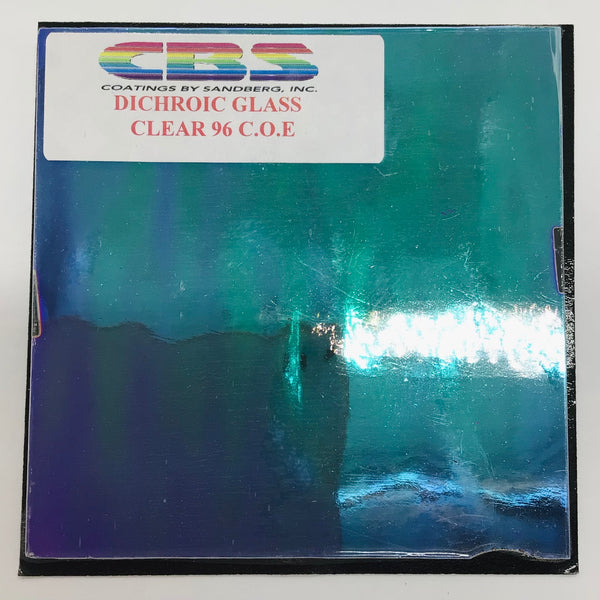 CBS
COATINGS BY SANDBERG, INC.
DICHROIC GLASS
CLEAR 96 C.O.E